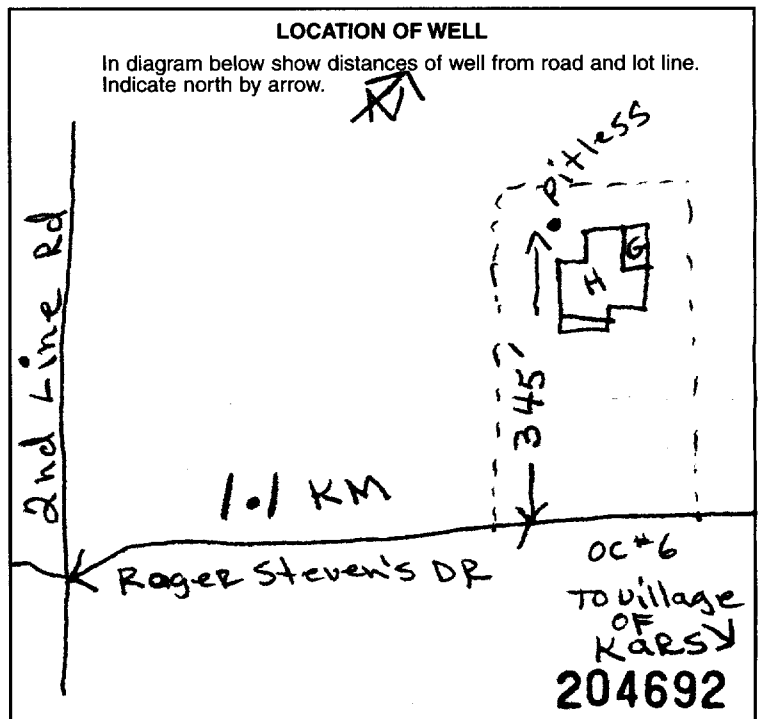 LOCATION OF WELL
In diagram below show distances of well from road and lot line.
Indicate north by arrow.
N
Pitless
G
H
2nd Line Rd
345'
1.1 KM
Roger Steven's DR
OC#6
To Village
OF
KARS
204692